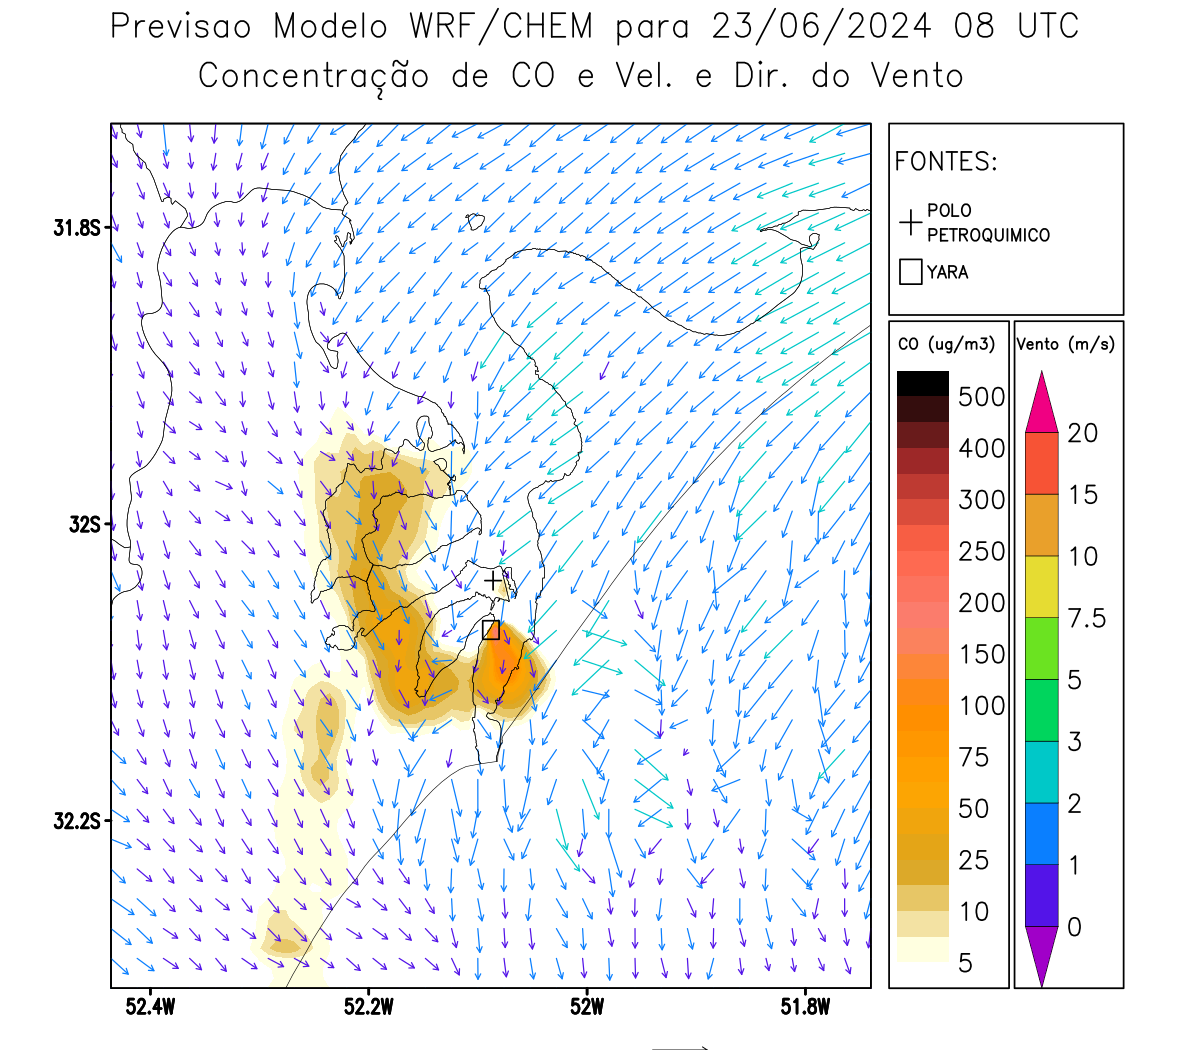 Previsao Modelo WRF/CHEM para 23/06/2024 08 UTC
Concentração de CO e Vel. e Dir. do Vento
FONTES:
POLO
PETROQUIMICO
YARA
CO (ug/m3)
500
400
300
250
200
150
100
75
50
25
10
5
Vento (m/s)
20
15
10
7.5
5
3
2
1
0
31.8S
32S
32.2S
52.4W
52.2W
52W
51.8W